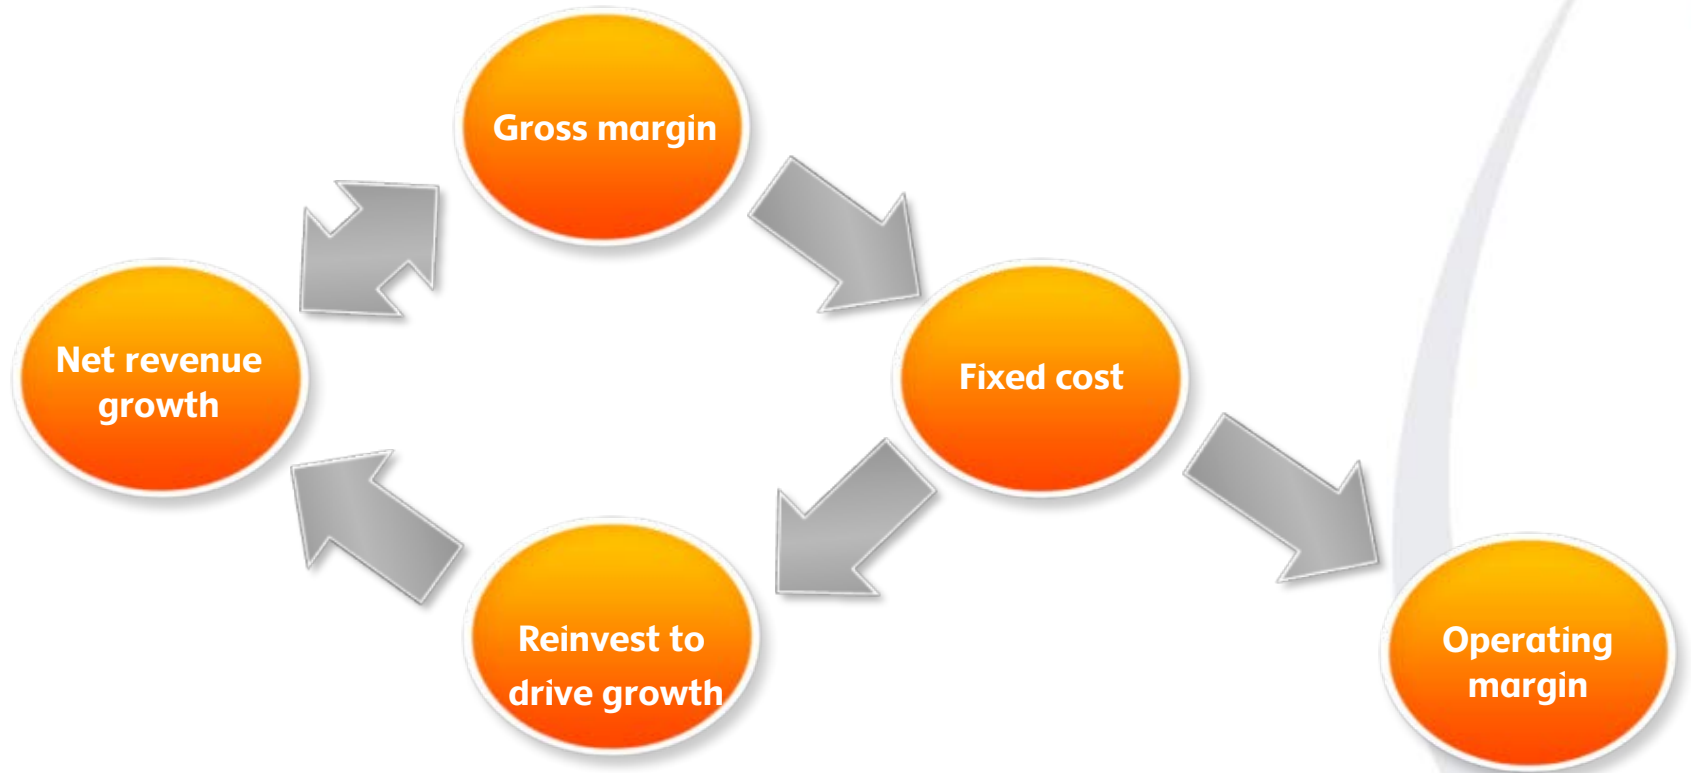 Gross margin
Net revenue
growth
Fixed cost
Reinvest to
drive growth
Operating
margin